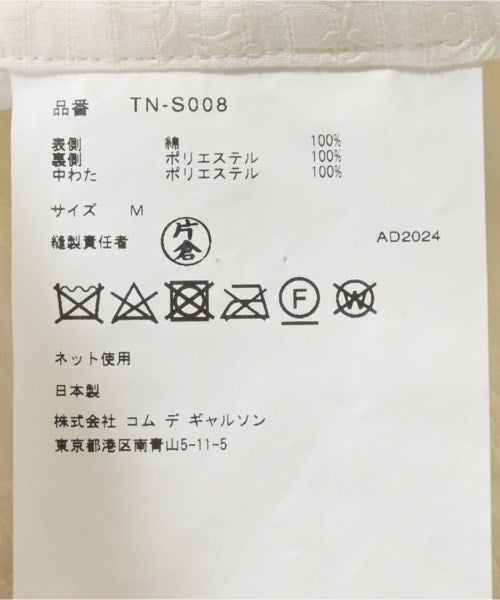 品番 TN-S008
表側 綿 100%
裏側 ポリエステル 100%
中わた ポリエステル 100%
サイズ M
縫製責任者 片倉 AD2024
F W
ネット使用
日本製
株式会社 コム デ ギャルソン
東京都港区南青山5-11-5